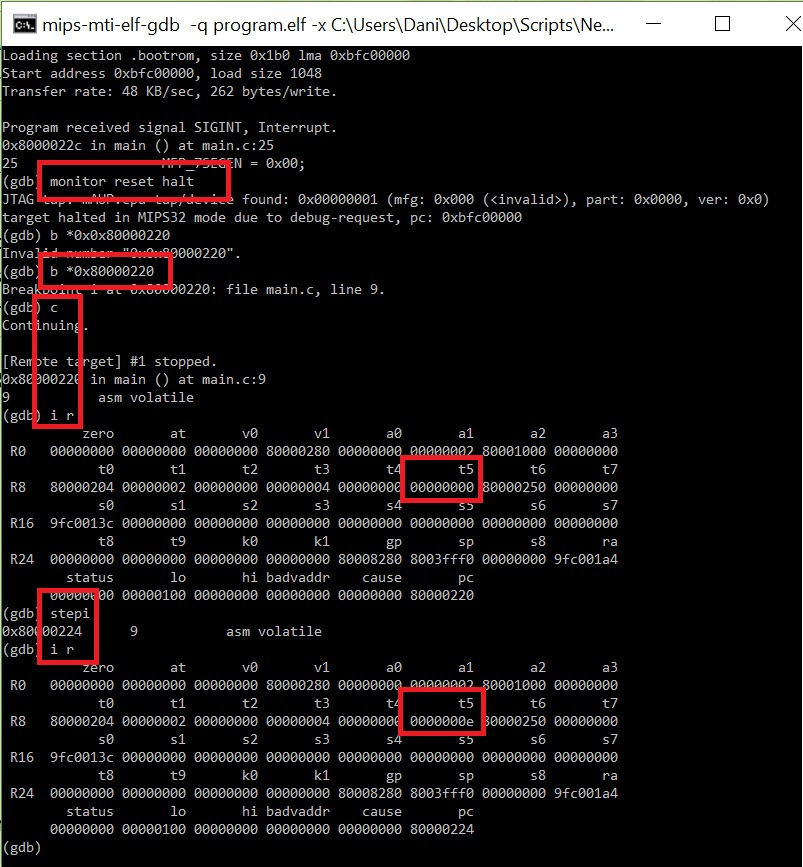 mips-mti-elf-gdb -q program.elf -x C:\Users\Dani\Desktop\Scripts\Ne...
Loading section .bootrom, size 0x1b0 lma 0xbfc00000
Start address 0xbfc00000, load size 1048
Transfer rate: 48 KB/sec, 262 bytes/write.
Program received signal SIGINT, Interrupt.
0x8000022c in main () at main.c:25
25 MFP_7SEGEN = 0x00;
(gdb) monitor reset halt
JTAG tap: mAUP.cpu tap/device found: 0x00000001 (mfg: 0x000 (<invalid>), part: 0x0000, ver: 0x0)
target halted in MIPS32 mode due to debug-request, pc: 0xbfc00000
(gdb) b *0x0x80000220
Invalid number "0x0x80000220".
(gdb) b *0x80000220
Breakpoint 1 at 0x80000220: file main.c, line 9.
(gdb) c
Continuing.
[Remote target] #1 stopped.
0x80000220 in main () at main.c:9
9 asm volatile
(gdb) i r
zero at v0 v1 a0 a1 a2 a3
R0 00000000 00000000 00000000 80000280 00000000 00000002 80001000 00000000
t0 t1 t2 t3 t4 t5 t6 t7
R8 80000204 00000002 00000000 00000004 00000000 00000000 80000250 00000000
s0 s1 s2 s3 s4 s5 s6 s7
R16 9fc0013c 00000000 00000000 00000000 00000000 00000000 00000000 00000000
t8 t9 k0 k1 gp sp s8 ra
R24 00000000 00000000 00000000 00000000 80008280 8003fff0 00000000 9fc001a4
status lo hi badvaddr cause pc
00000000 00000100 00000000 00000000 00000000 80000220
(gdb) stepi
0x80000224 9 asm volatile
(gdb) i r
zero at v0 v1 a0 a1 a2 a3
R0 00000000 00000000 00000000 80000280 00000000 00000002 80001000 00000000
t0 t1 t2 t3 t4 t5 t6 t7
R8 80000204 00000002 00000000 00000004 00000000 0000000e 80000250 00000000
s0 s1 s2 s3 s4 s5 s6 s7
R16 9fc0013c 00000000 00000000 00000000 00000000 00000000 00000000 00000000
t8 t9 k0 k1 gp sp s8 ra
R24 00000000 00000000 00000000 00000000 80008280 8003fff0 00000000 9fc001a4
status lo hi badvaddr cause pc
00000000 00000100 00000000 00000000 00000000 80000224
(gdb)